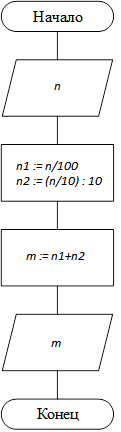 Начало
n
n1 := n/100
n2 := (n/10) : 10
m := n1+n2
m
Конец